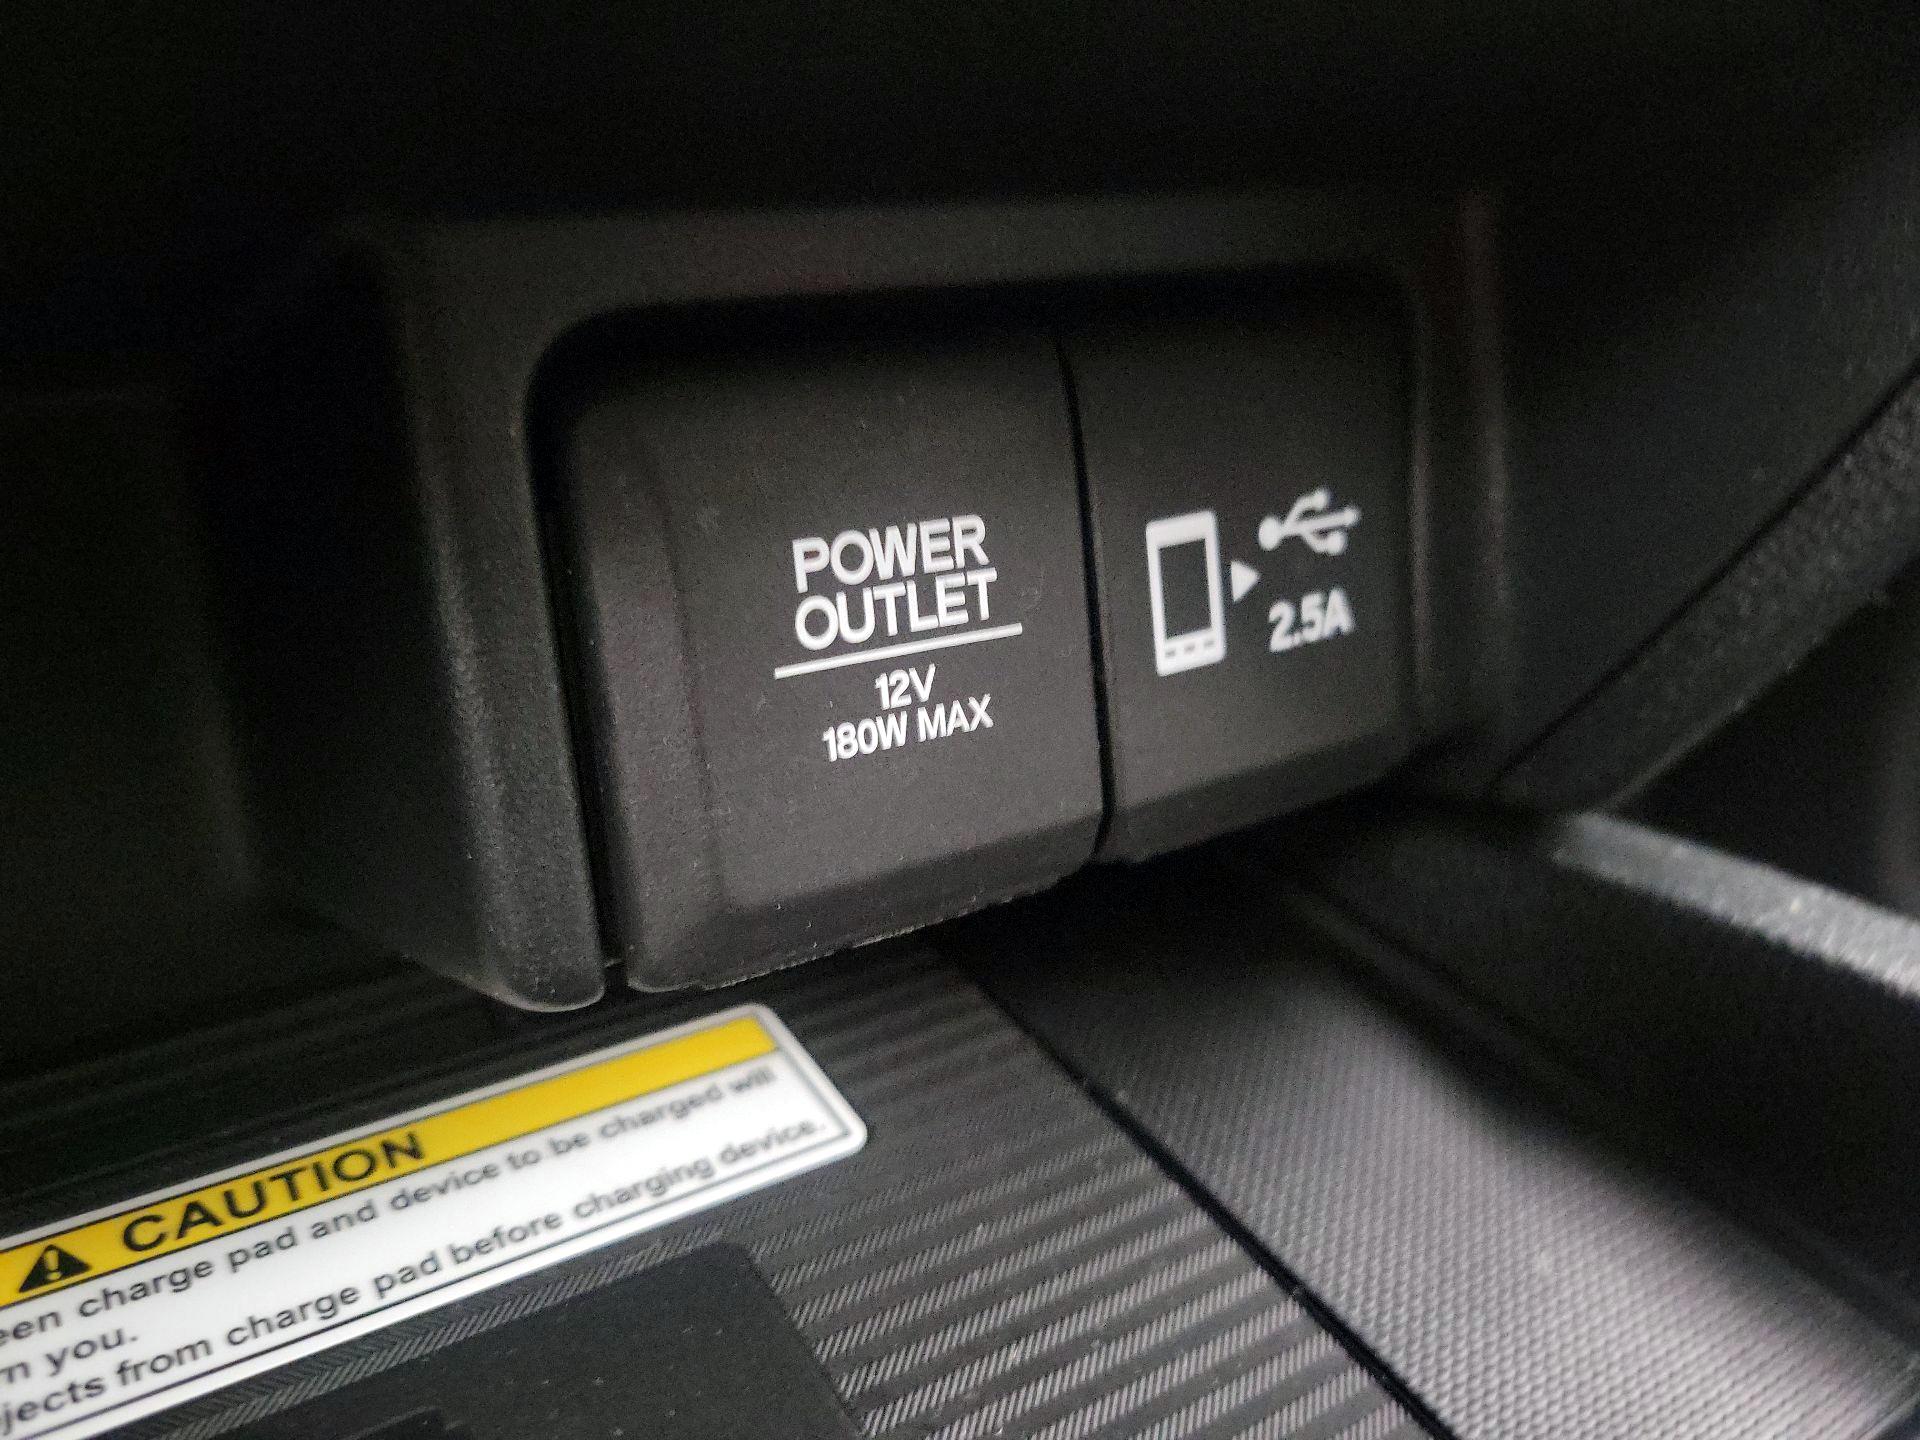 POWER
OUTLET
12V
180W MAX
2.5A
CAUTION
charge pad and device to be charged will
you.
from charge pad before charging device.